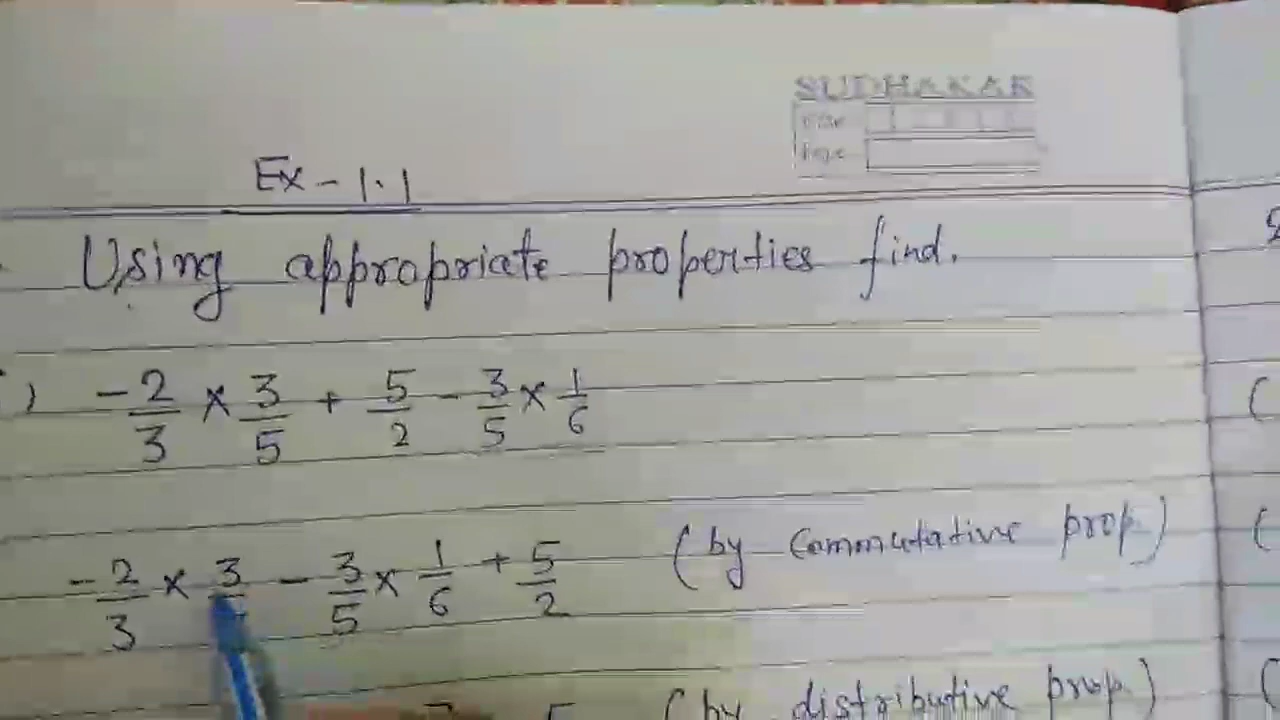 SUDHAKAR
Page
Ex - 1.1
Using appropriate properties find.
) -2/3 × 3/5 + 5/2 - 3/5 × 1/6
-2/3 × 3 - 3/5 × 1/6 + 5/2 (by commutative prop.)
(by distributive prop.)